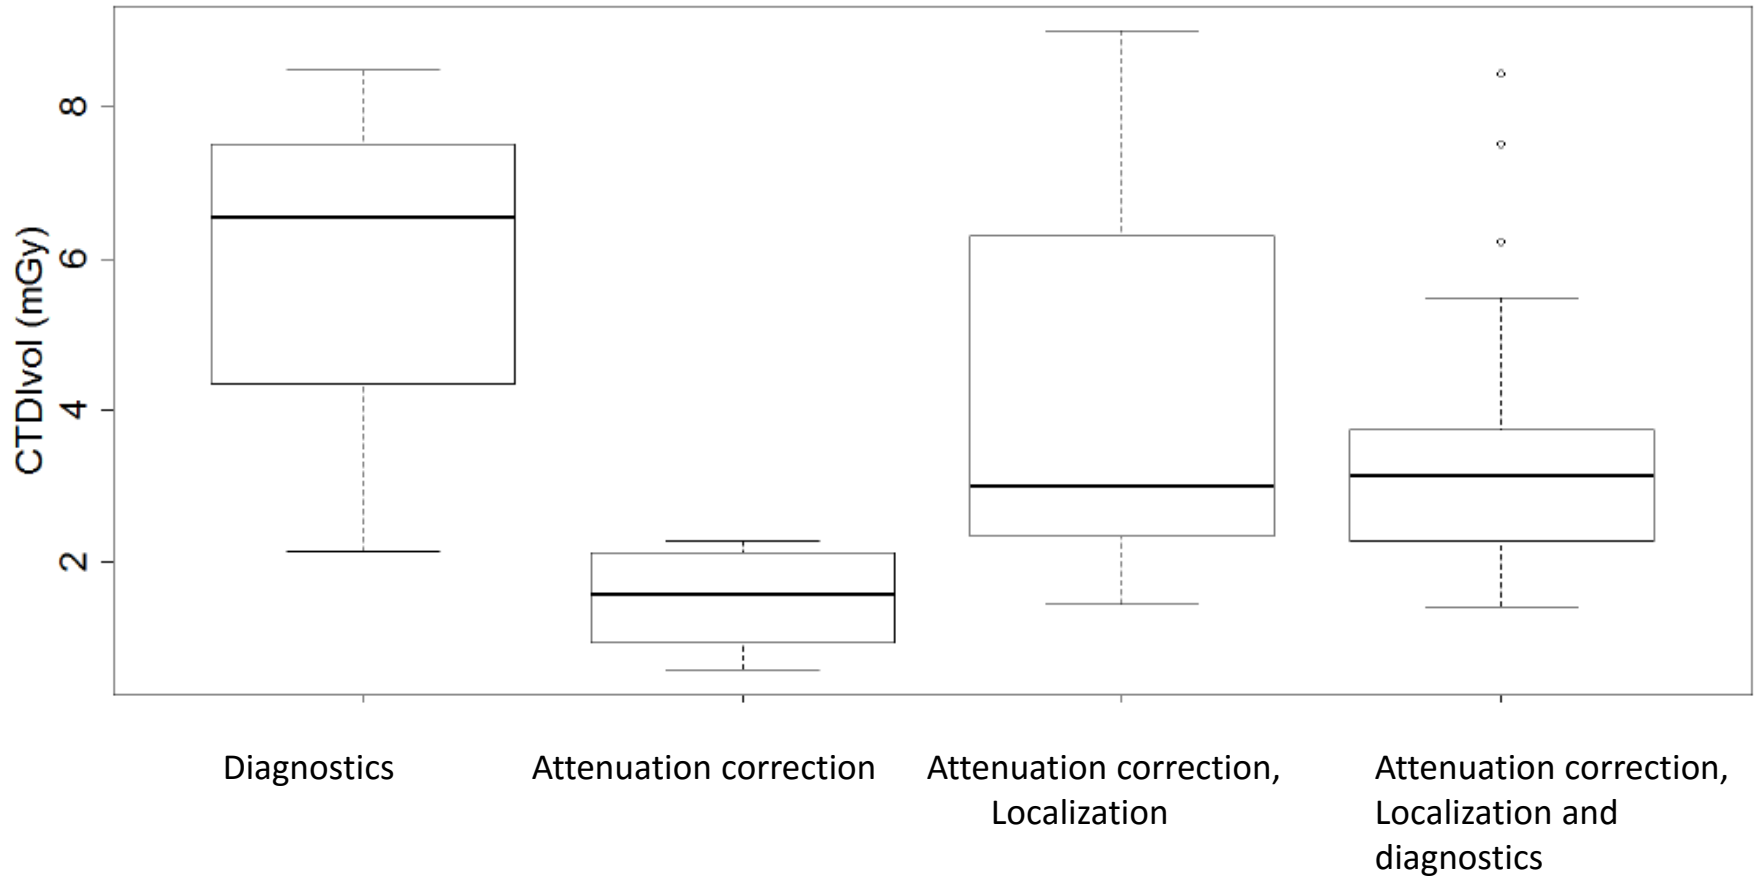 CTDIvol (mGy)
8
6
4
2
Diagnostics
Attenuation correction
Attenuation correction,
Localization
Attenuation correction,
Localization and
diagnostics